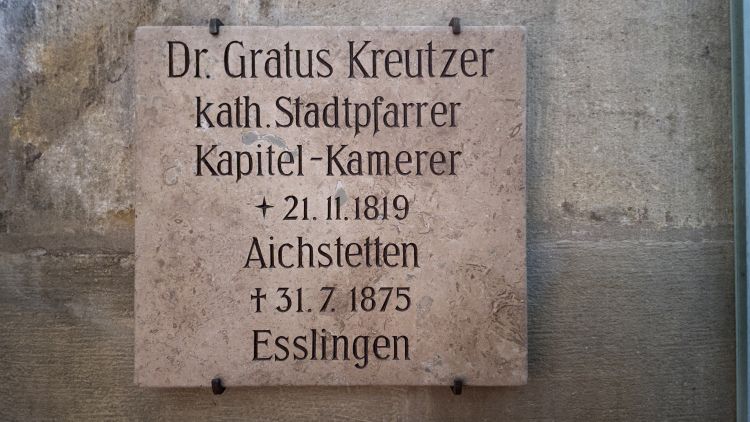 Dr. Gratus Kreutzer
kath. Stadtpfarrer
Kapitel-Kamerer
✦ 21. 11. 1819
Aichstetten
† 31. 7. 1875
Esslingen